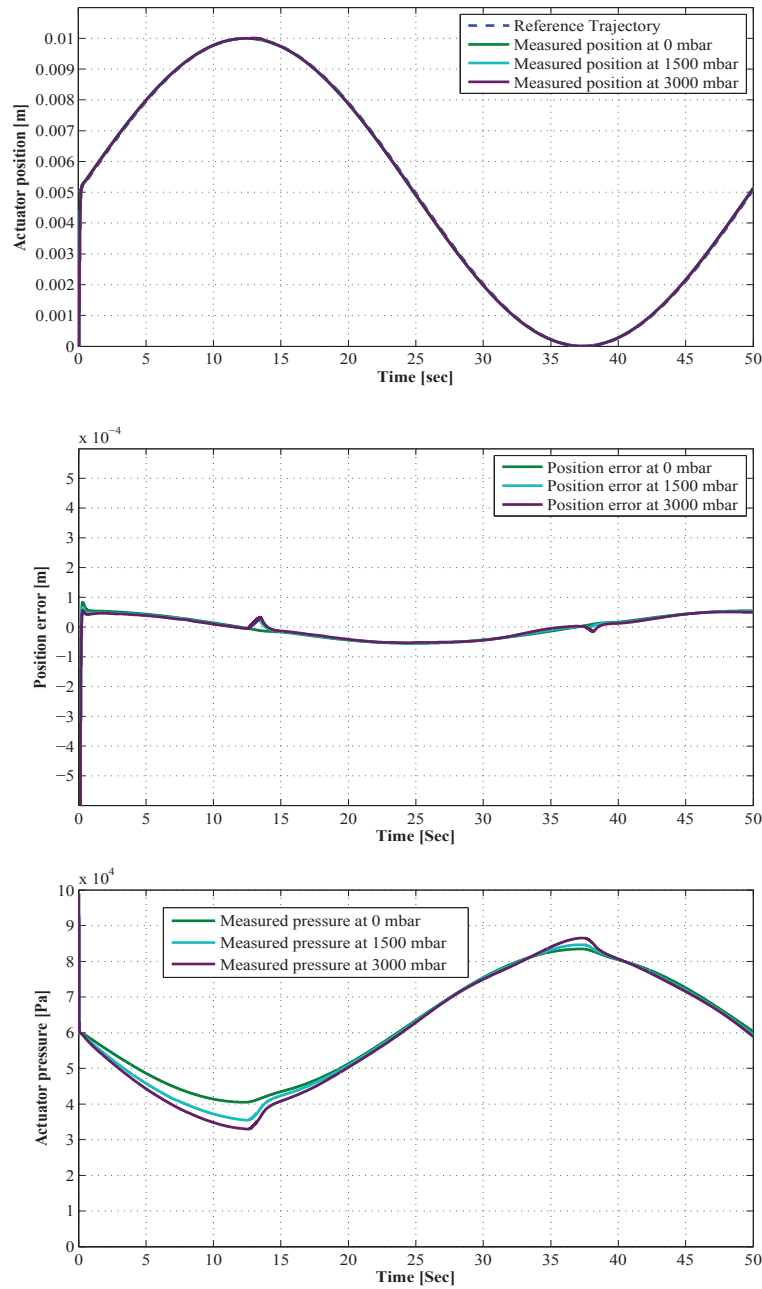 Reference Trajectory
Measured position at 0 mbar
Measured position at 1500 mbar
Measured position at 3000 mbar
Actuator position [m]
0.01
0.009
0.008
0.007
0.006
0.005
0.004
0.003
0.002
0.001
0
0 5 10 15 20 25 30 35 40 45 50
Time [sec]
x 10−4
Position error at 0 mbar
Position error at 1500 mbar
Position error at 3000 mbar
Position error [m]
5
4
3
2
1
0
−1
−2
−3
−4
−5
0 5 10 15 20 25 30 35 40 45 50
Time [Sec]
x 10^4
Measured pressure at 0 mbar
Measured pressure at 1500 mbar
Measured pressure at 3000 mbar
Actuator pressure [Pa]
10
9
8
7
6
5
4
3
2
1
0
0 5 10 15 20 25 30 35 40 45 50
Time [Sec]